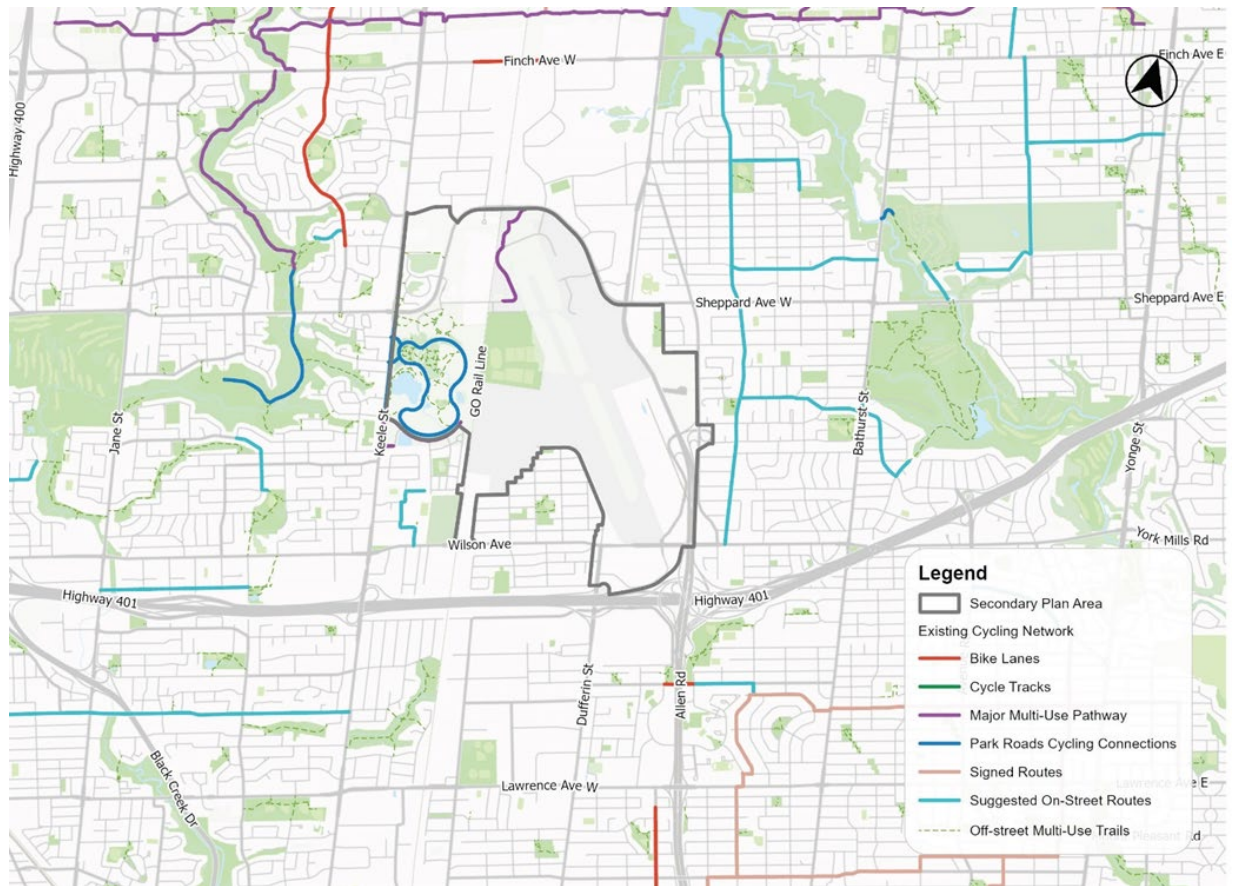 Finch Ave W
Finch Ave E
Highway 400
Sheppard Ave W
Sheppard Ave E
GO Rail Line
Keele St
Jane St
Bathurst St
Yonge St
Wilson Ave
York Mills Rd
Highway 401
Highway 401
Dufferin St
Allen Rd
Black Creek Dr
Lawrence Ave W
Legend
Secondary Plan Area
Existing Cycling Network
Bike Lanes
Cycle Tracks
Major Multi-Use Pathway
Park Roads Cycling Connections
Signed Routes
Lawrence Ave E
Suggested On-Street Routes
Off-street Multi-Use Trails